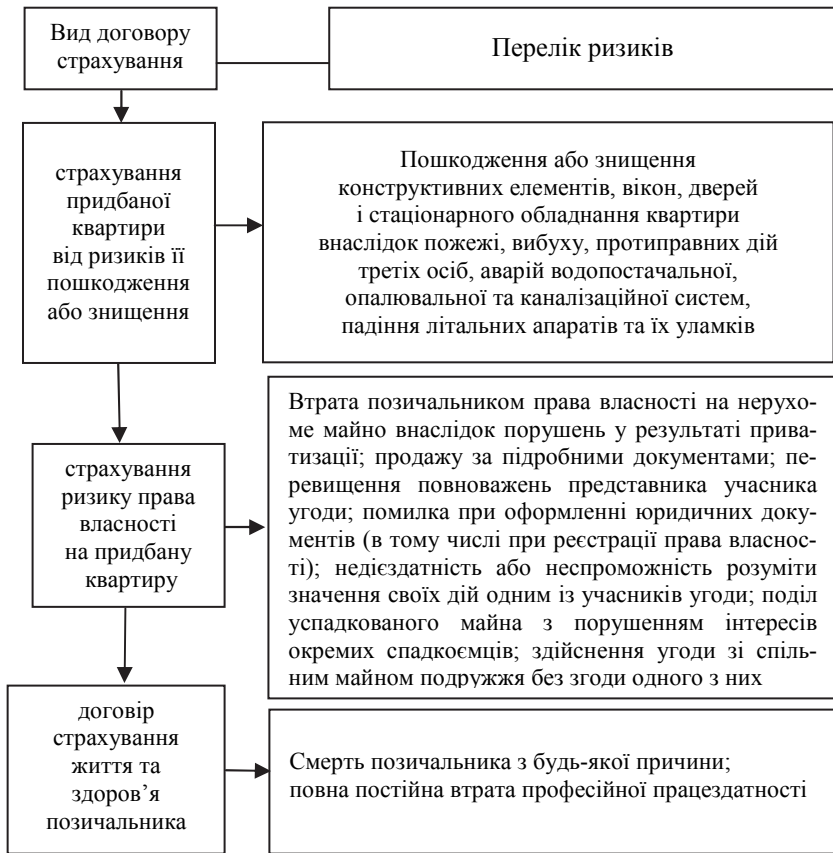 Вид договору
страхування
Перелік ризиків
страхування
придбаної
квартири
від ризиків її
пошкодження
або знищення
Пошкодження або знищення
конструктивних елементів, вікон, дверей
і стаціонарного обладнання квартири
внаслідок пожежі, вибуху, протиправних дій
третіх осіб, аварій водопостачальної,
опалювальної та каналізаційної систем,
падіння літальних апаратів та їх уламків
страхування
ризику права
власності
на придбану
квартиру
Втрата позичальником права власності на нерухо-
ме майно внаслідок порушень у результаті прива-
тизації; продажу за підробними документами; пе-
ревищення повноважень представника учасника
угоди; помилка при оформленні юридичних доку-
ментів (в тому числі при реєстрації права власнос-
ті); недієздатність або неспроможність розуміти
значення своїх дій одним із учасників угоди; поділ
успадкованого майна з порушенням інтересів
окремих спадкоємців; здійснення угоди зі спіль-
ним майном подружжя без згоди одного з них
договір
страхування
життя та
здоров’я
позичальника
Смерть позичальника з будь-якої причини;
повна постійна втрата професійної працездатності